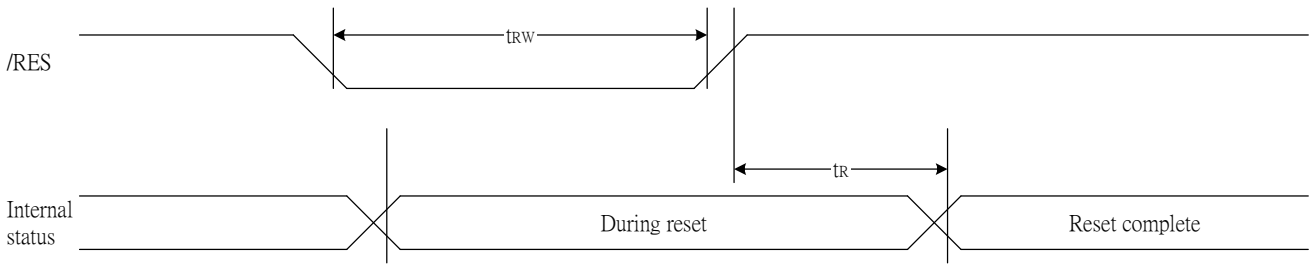 tRW
/RES
tR
Internal
status
During reset
Reset complete